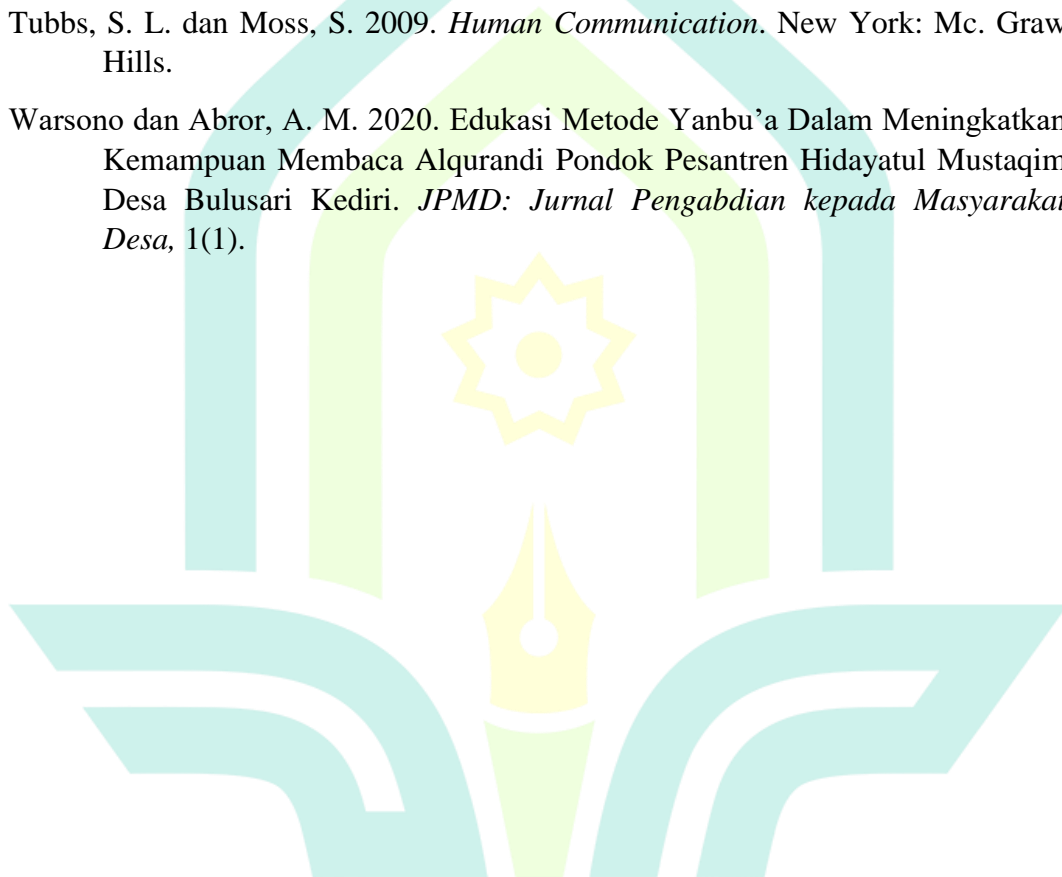 Tubbs, S. L. dan Moss, S. 2009. Human Communication. New York: Mc. Graw
Hills.
Warsono dan Abror, A. M. 2020. Edukasi Metode Yanbu’a Dalam Meningkatkan
Kemampuan Membaca Alqurandi Pondok Pesantren Hidayatul Mustaqim
Desa Bulusari Kediri. JPMD: Jurnal Pengabdian kepada Masyarakat
Desa, 1(1).